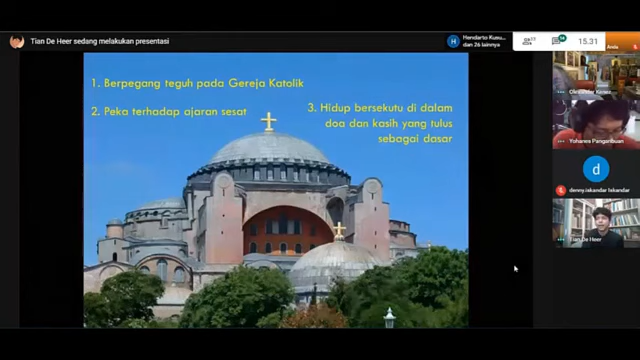 Tian De Heer sedang melakukan presentasi
H
Hendarto Kusu...
dan 26 lainnya
15.31
Anda
1. Berpegang teguh pada Gereja Katolik
2. Peka terhadap ajaran sesat
3. Hidup bersekutu di dalam
doa dan kasih yang tulus
sebagai dasar
Yohanes Pangaribuan
d
denny.iskandar Iskandar
Tian De Heer